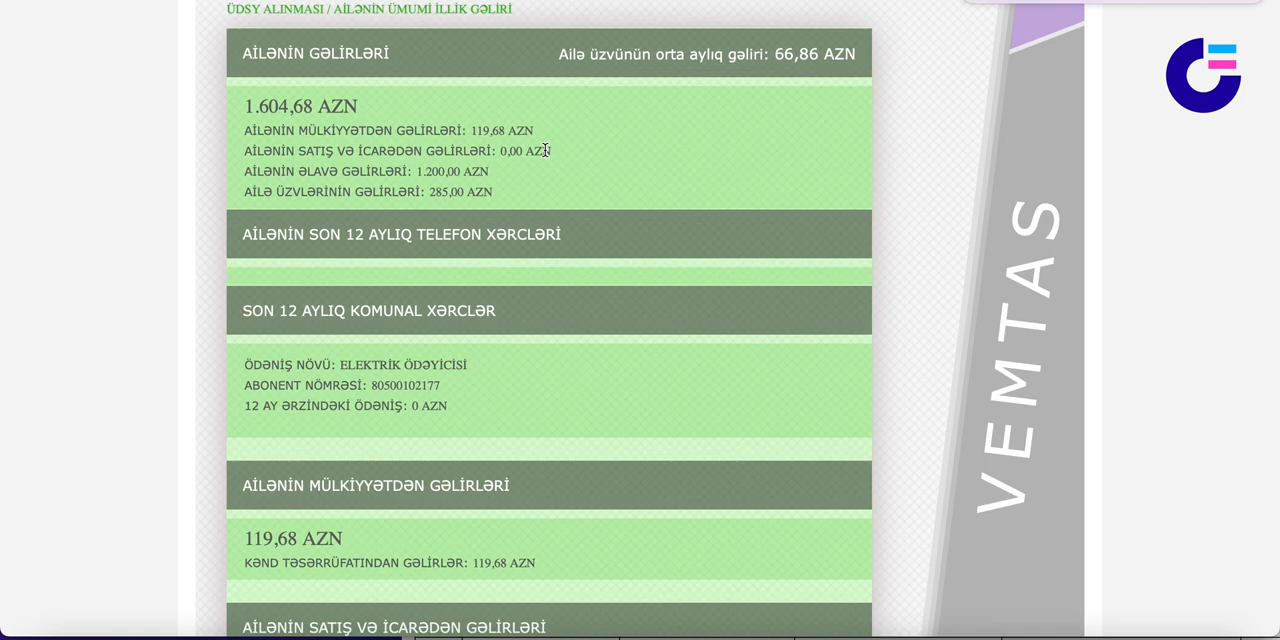 ÜDSY ALINMASI / AİLƏNİN ÜMUMİ İLLİK GƏLİRİ
AİLƏNİN GƏLİRLƏRİ
Ailə üzvünün orta aylıq gəliri: 66,86 AZN
1.604,68 AZN
AİLƏNİN MÜLKİYYƏTDƏN GƏLİRLƏRİ: 119,68 AZN
AİLƏNİN SATIŞ VƏ İCARƏDƏN GƏLİRLƏRİ: 0,00 AZN
AİLƏNİN ƏLAVƏ GƏLİRLƏRİ: 1.200,00 AZN
AİLƏ ÜZVLƏRİNİN GƏLİRLƏRİ: 285,00 AZN
AİLƏNİN SON 12 AYLIQ TELEFON XƏRCLƏRİ
SON 12 AYLIQ KOMUNAL XƏRCLƏR
ÖDƏNİŞ NÖVÜ: ELEKTRİK ÖDƏYİCİSİ
ABONENT NÖMRƏSİ: 80500102177
12 AY ƏRZİNDƏKİ ÖDƏNİŞ: 0 AZN
AİLƏNİN MÜLKİYYƏTDƏN GƏLİRLƏRİ
119,68 AZN
KƏND TƏSƏRRÜFATINDAN GƏLİRLƏR: 119,68 AZN
AİLƏNİN SATIŞ VƏ İCARƏDƏN GƏLİRLƏRİ
VEMTAS